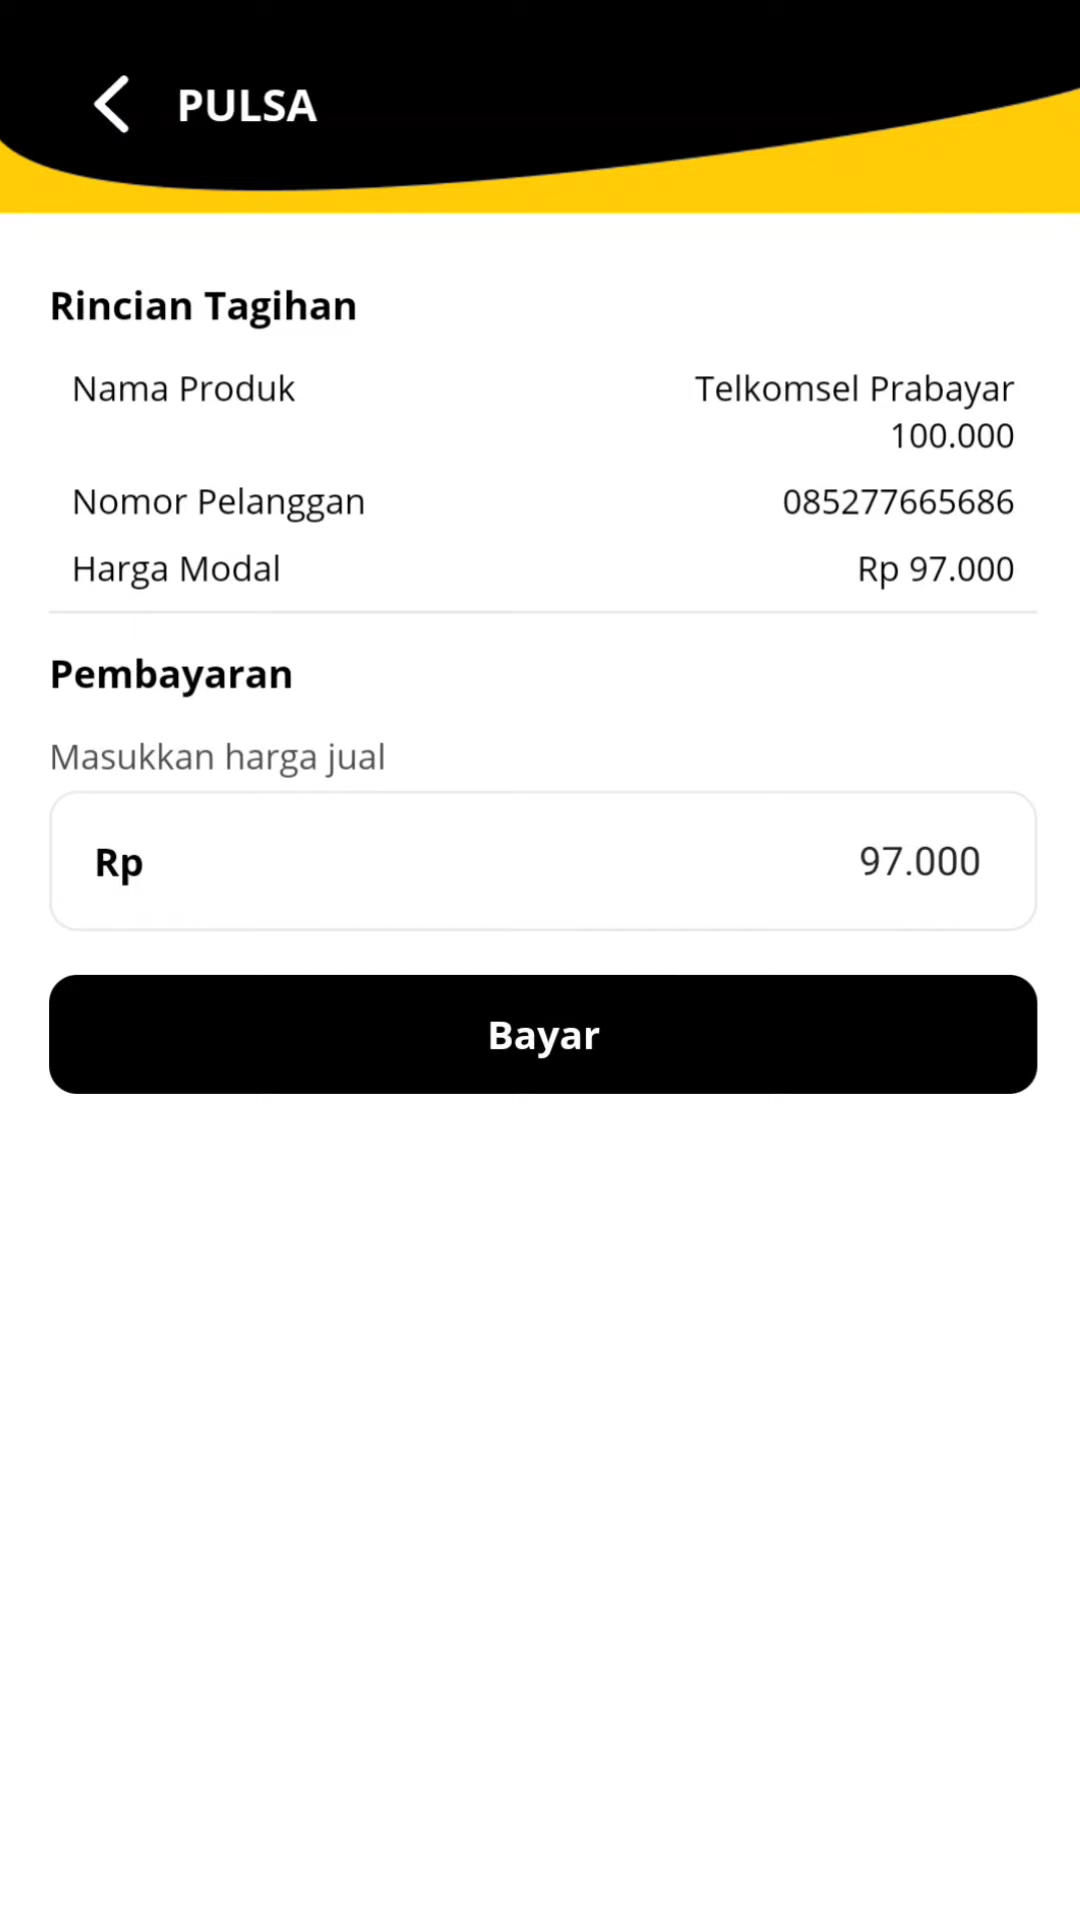 PULSA
Rincian Tagihan
Nama Produk Telkomsel Prabayar
100.000
Nomor Pelanggan 085277665686
Harga Modal Rp 97.000
Pembayaran
Masukkan harga jual
Rp 97.000
Bayar